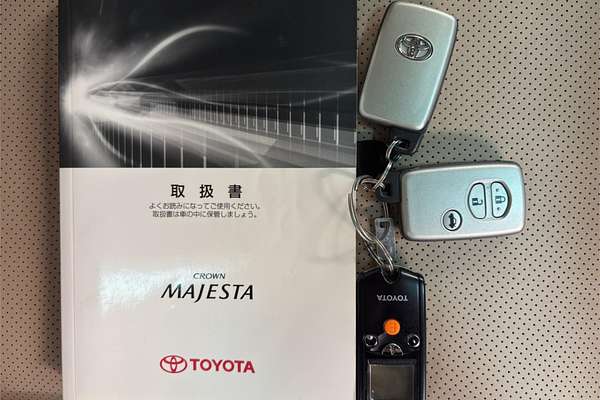 取扱書
よくお読みになってご使用ください。
取扱書は車の中に保管しましょう。
CROWN
MAJESTA
TOYOTA
TOYOTA